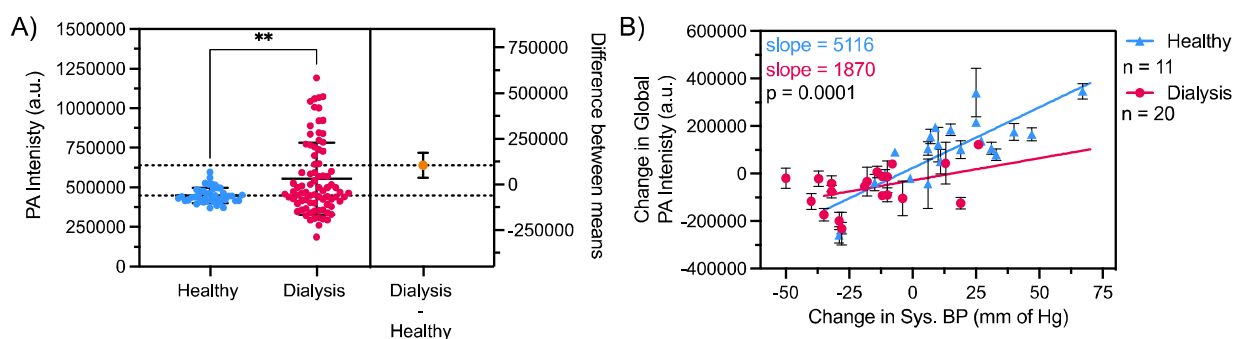 A)
**
PA Intenisty (a.u.)
1500000
1250000
1000000
750000
500000
250000
0
Healthy
Dialysis
Dialysis
-
Healthy
500000
250000
0
-250000
Difference between means
B)
slope = 5116
slope = 1870
p = 0.0001
Healthy
n = 11
Dialysis
n = 20
Change in Global
PA Intensity (a.u.)
600000
400000
200000
0
-200000
-400000
-50
-25
0
25
50
75
Change in Sys. BP (mm of Hg)